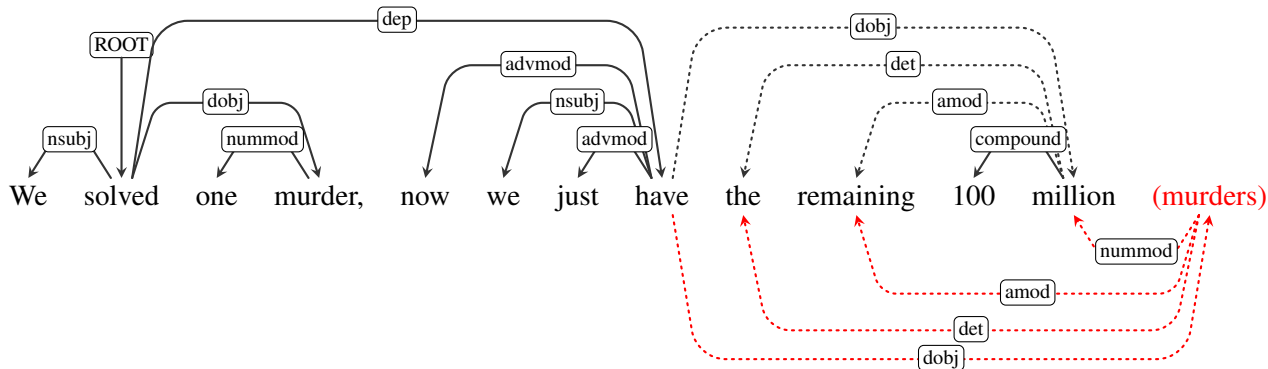 dep
dobj
ROOT
advmod
det
dobj
nsubj
amod
nsubj
nummod
advmod
compound
We solved one murder, now we just have the remaining 100 million (murders)
nummod
amod
det
dobj